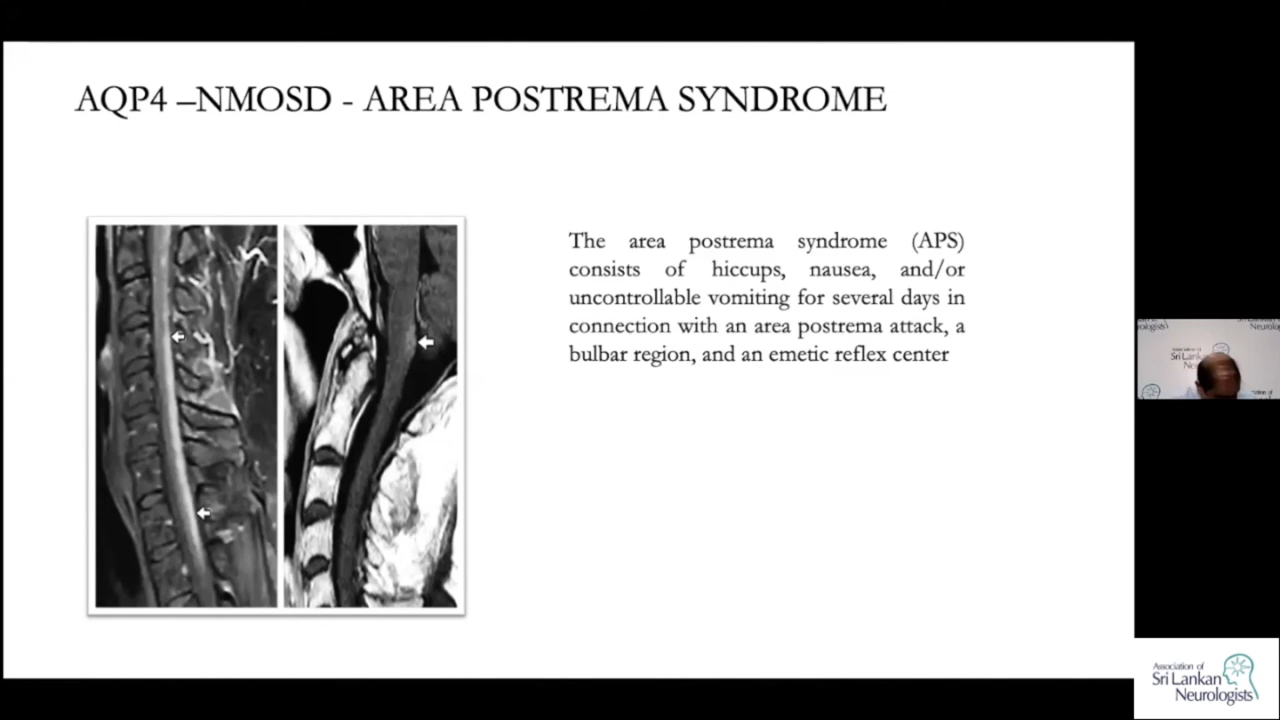 AQP4 –NMOSD - AREA POSTREMA SYNDROME
The area postrema syndrome (APS)
consists of hiccups, nausea, and/or
uncontrollable vomiting for several days in
connection with an area postrema attack, a
bulbar region, and an emetic reflex center
Association of
Sri Lankan
Neurologists